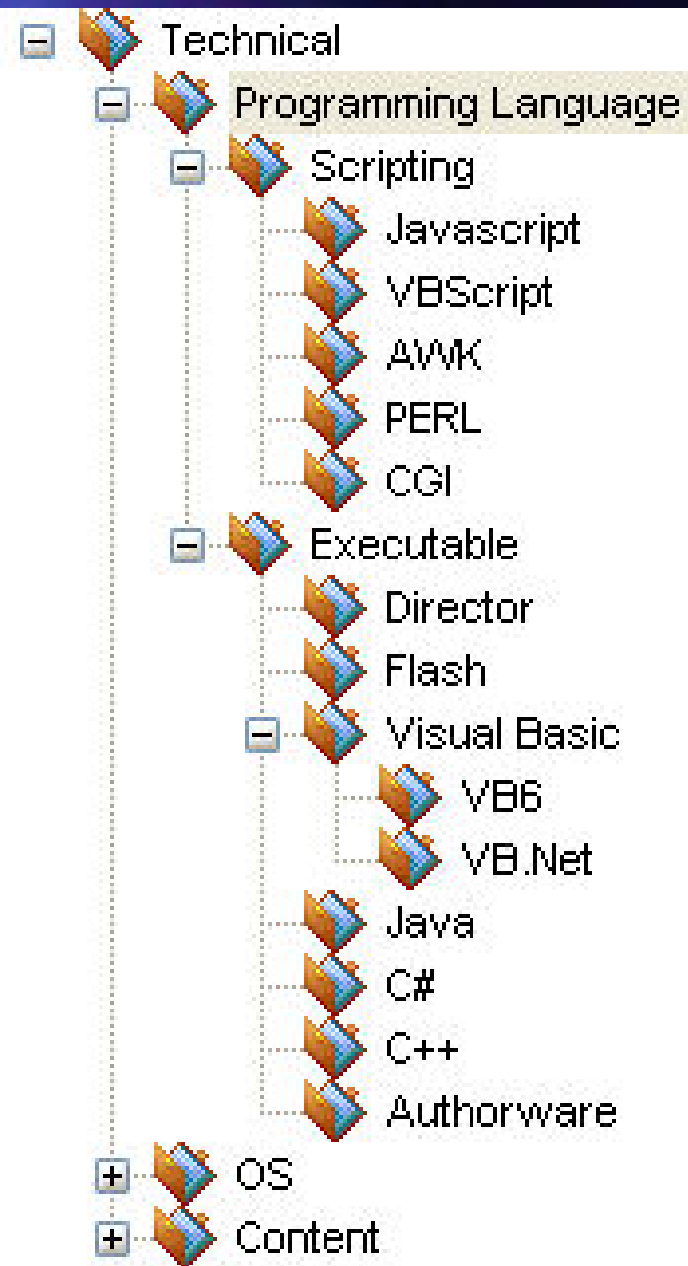 Technical
Programming Language
Scripting
Javascript
VBScript
AWK
PERL
CGI
Executable
Director
Flash
Visual Basic
VB6
VB.Net
Java
C#
C++
Authorware
OS
Content